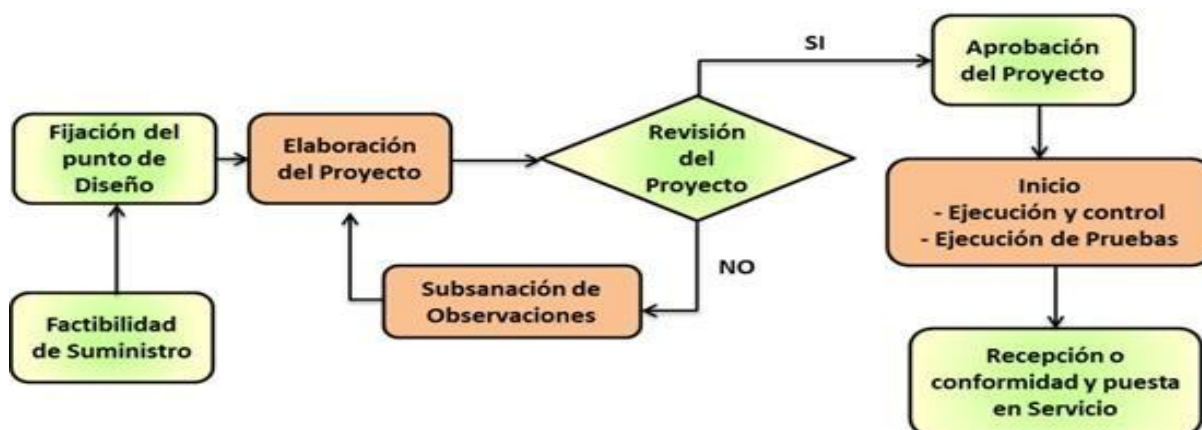 Factibilidad
de Suministro
Fijación del
punto de
Diseño
Elaboración
del Proyecto
Revisión
del
Proyecto
SI
NO
Subsanación de
Observaciones
Aprobación
del Proyecto
Inicio
- Ejecución y control
- Ejecución de Pruebas
Recepción o
conformidad y puesta
en Servicio